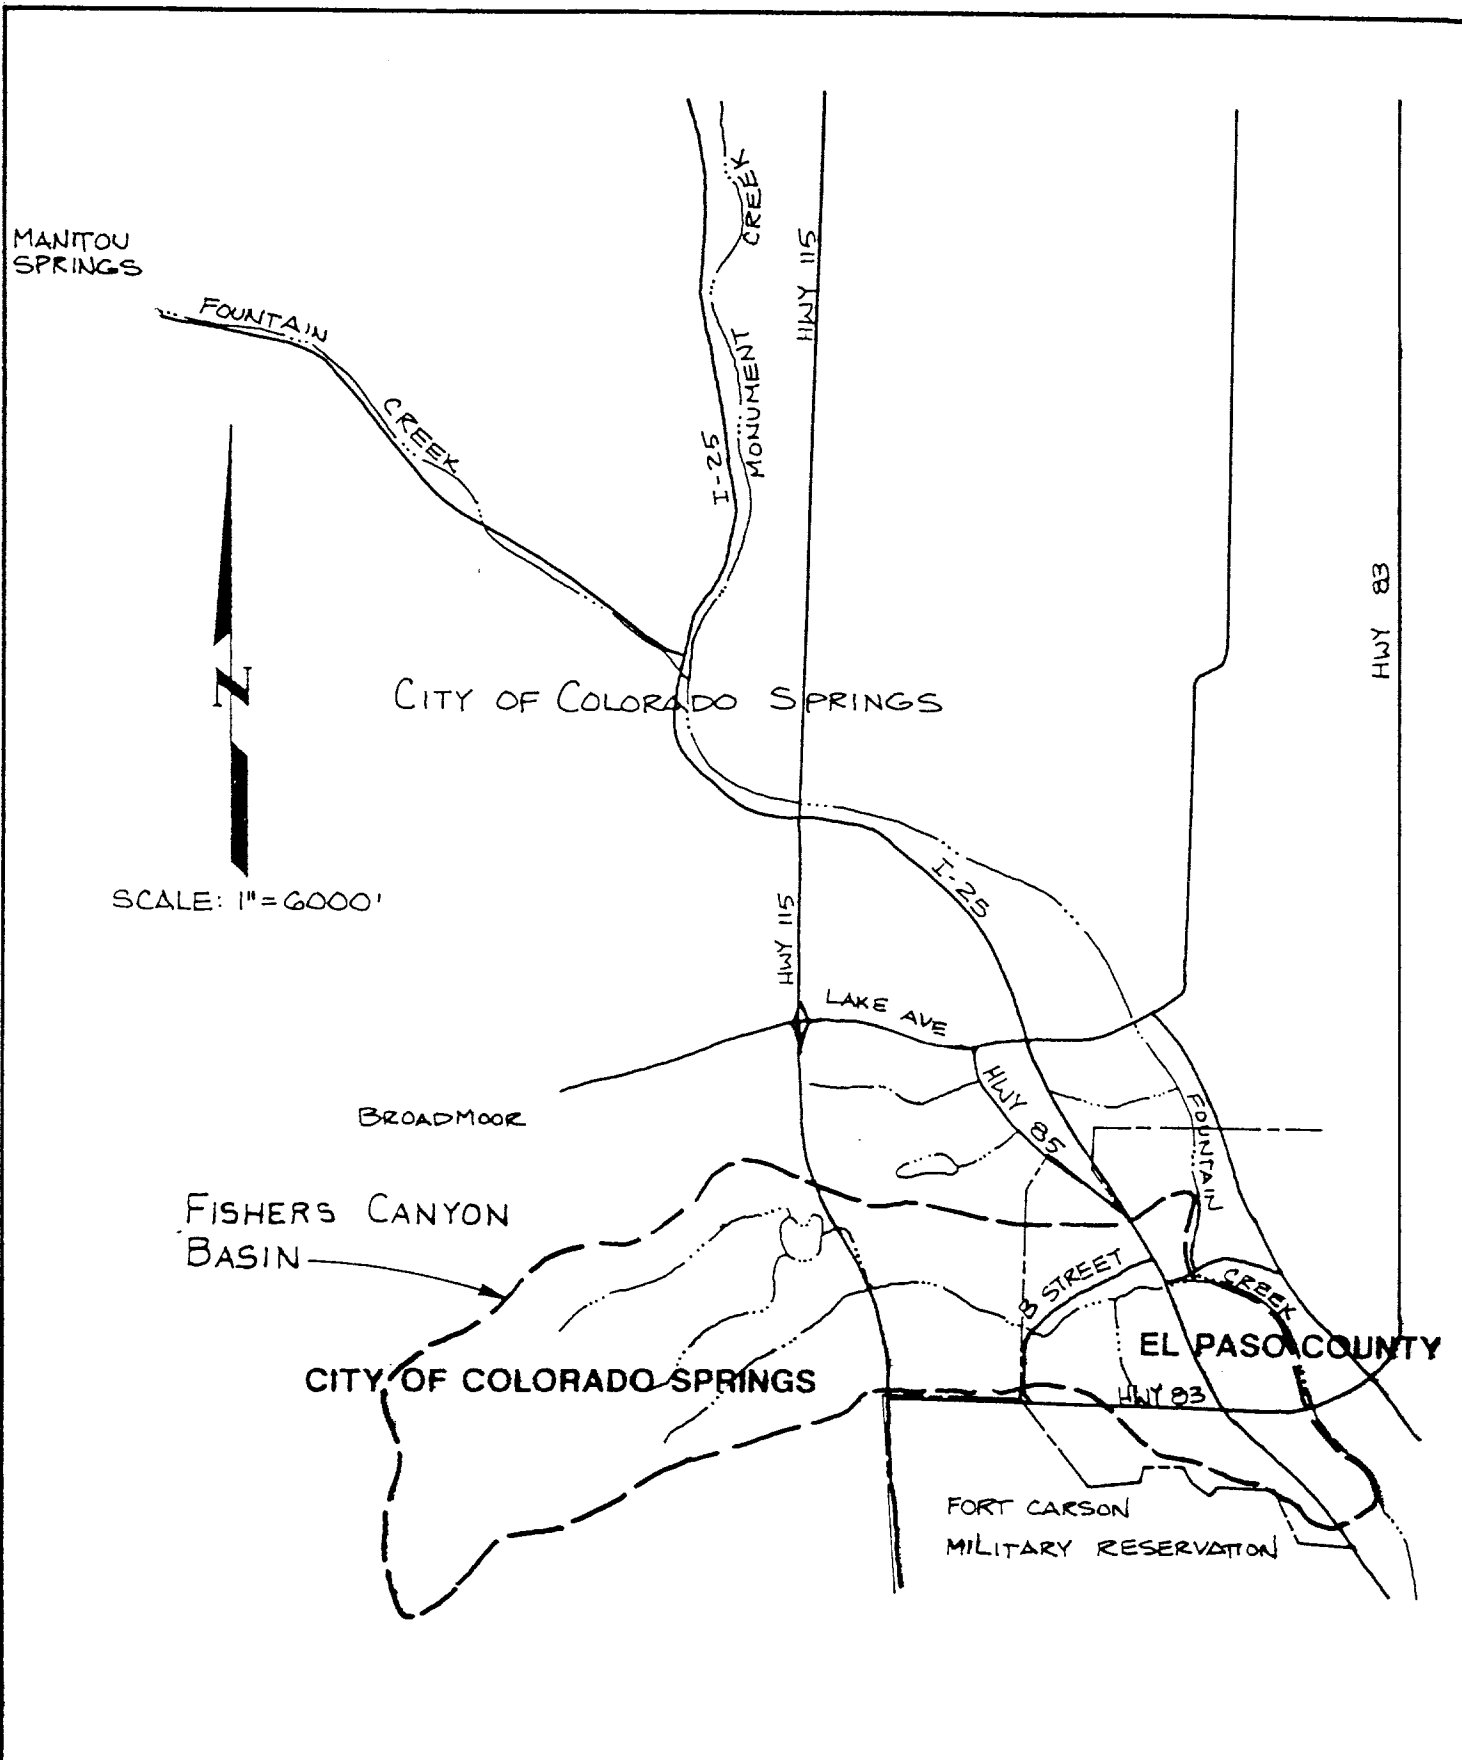 CREEK
MANITOU
SPRINGS
HWY 115
FOUNTAIN
MONUMENT
CREEK
I-25
HWY 83
N
CITY OF COLORADO SPRINGS
SCALE: 1"=6000'
I-25
HWY 115
LAKE AVE
HWY 85
BROADMOOR
FOUNTAIN
FISHERS CANYON
BASIN
B STREET
CREEK
EL PASO COUNTY
CITY OF COLORADO SPRINGS
HWY 83
FORT CARSON
MILITARY RESERVATION